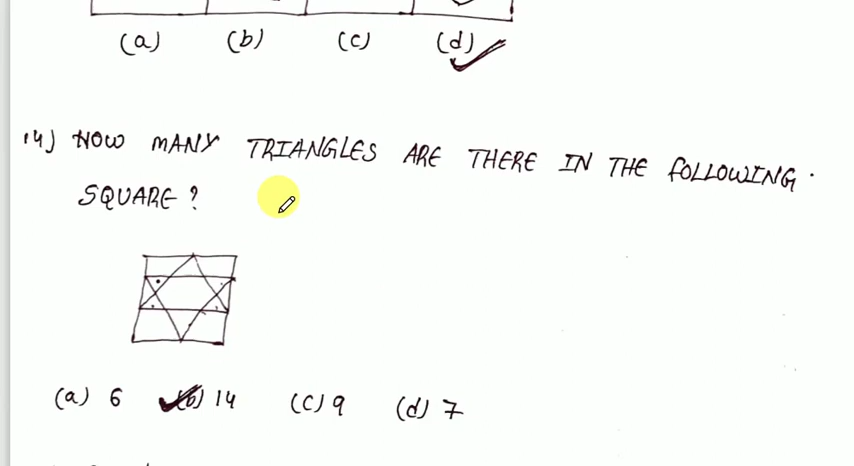 (a) (b) (c) (d)
14) HOW MANY TRIANGLES ARE THERE IN THE FOLLOWING.
SQUARE?
(a) 6 (b) 14 (c) 9 (d) 7